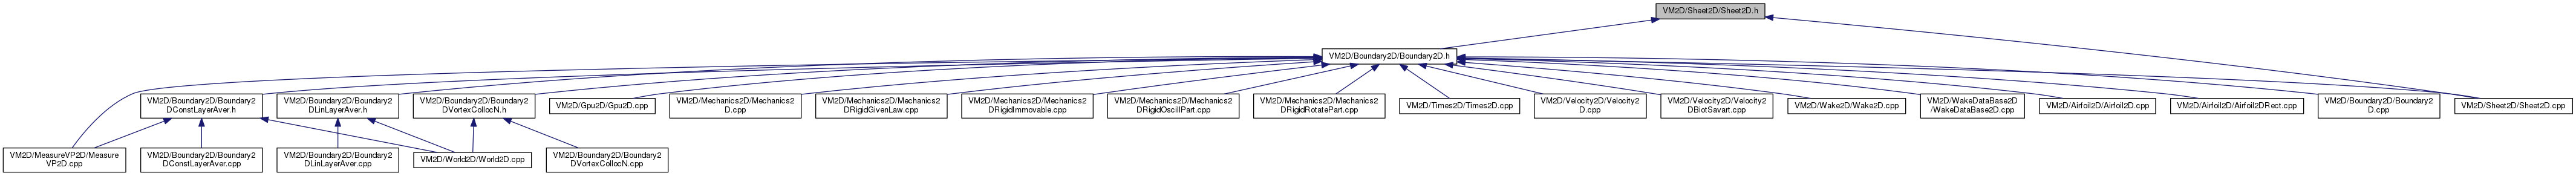 VM2D/Sheet2D/Sheet2D.h
VM2D/Boundary2D/Boundary2D.h
VM2D/Boundary2D/Boundary2
DConstLayerAver.h
VM2D/Boundary2D/Bounday2
DLinLayerAver.h
VM2D/Boundary2D/Boundary2
DVortexCollocN.h
VM2D/Gpu2D/Gpu2D.cpp
VM2D/Mechanics2D/Mechanics2
D.cpp
VM2D/Mechanics2D/Mechanics2
DRigidGivenLaw.cpp
VM2D/Mechanics2D/Mechanics2
DRigidImmovable.cpp
VM2D/Mechanics2D/Mechanics2
DRigidOscillPart.cpp
VM2D/Mechanics2D/Mechanics2
DRigidRotatePart.cpp
VM2D/Times2D/Times2D.cpp
VM2D/Velocity2D/Velocity2
D.cpp
VM2D/Velocity2D/Velocity2
DBiotSavart.cpp
VM2D/Wake2D/Wake2D.cpp
VM2D/WakeDataBase2D
/WakeDataBase2D.cpp
VM2D/Airfoil2D/Airfoil2D.cpp
VM2D/Airfoil2D/Airfoil2DRect.cpp
VM2D/Boundary2D/Boundary2
D.cpp
VM2D/Sheet2D/Sheet2D.cpp
VM2D/MeasureVP2D/Measure
VP2D.cpp
VM2D/Boundary2D/Boundary2
DConstLayerAver.cpp
VM2D/Boundary2D/Boundary2
DLinLayerAver.cpp
VM2D/World2D/World2D.cpp
VM2D/Boundary2D/Boundary2
DVortexCollocN.cpp